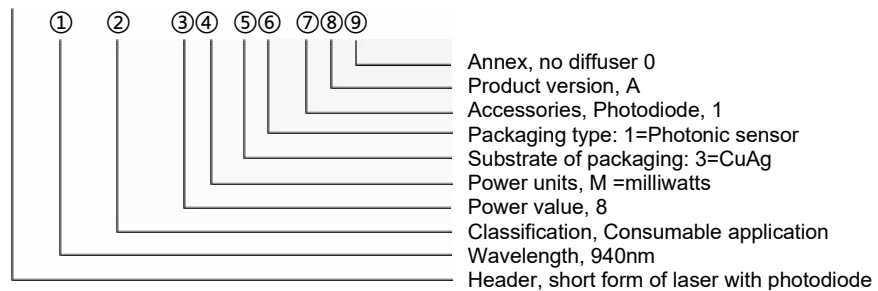 ① ② ③④ ⑤⑥ ⑦⑧⑨
Annex, no diffuser 0
Product version, A
Accessories, Photodiode, 1
Packaging type: 1=Photonic sensor
Substrate of packaging: 3=CuAg
Power units, M =milliwatts
Power value, 8
Classification, Consumable application
Wavelength, 940nm
Header, short form of laser with photodiode